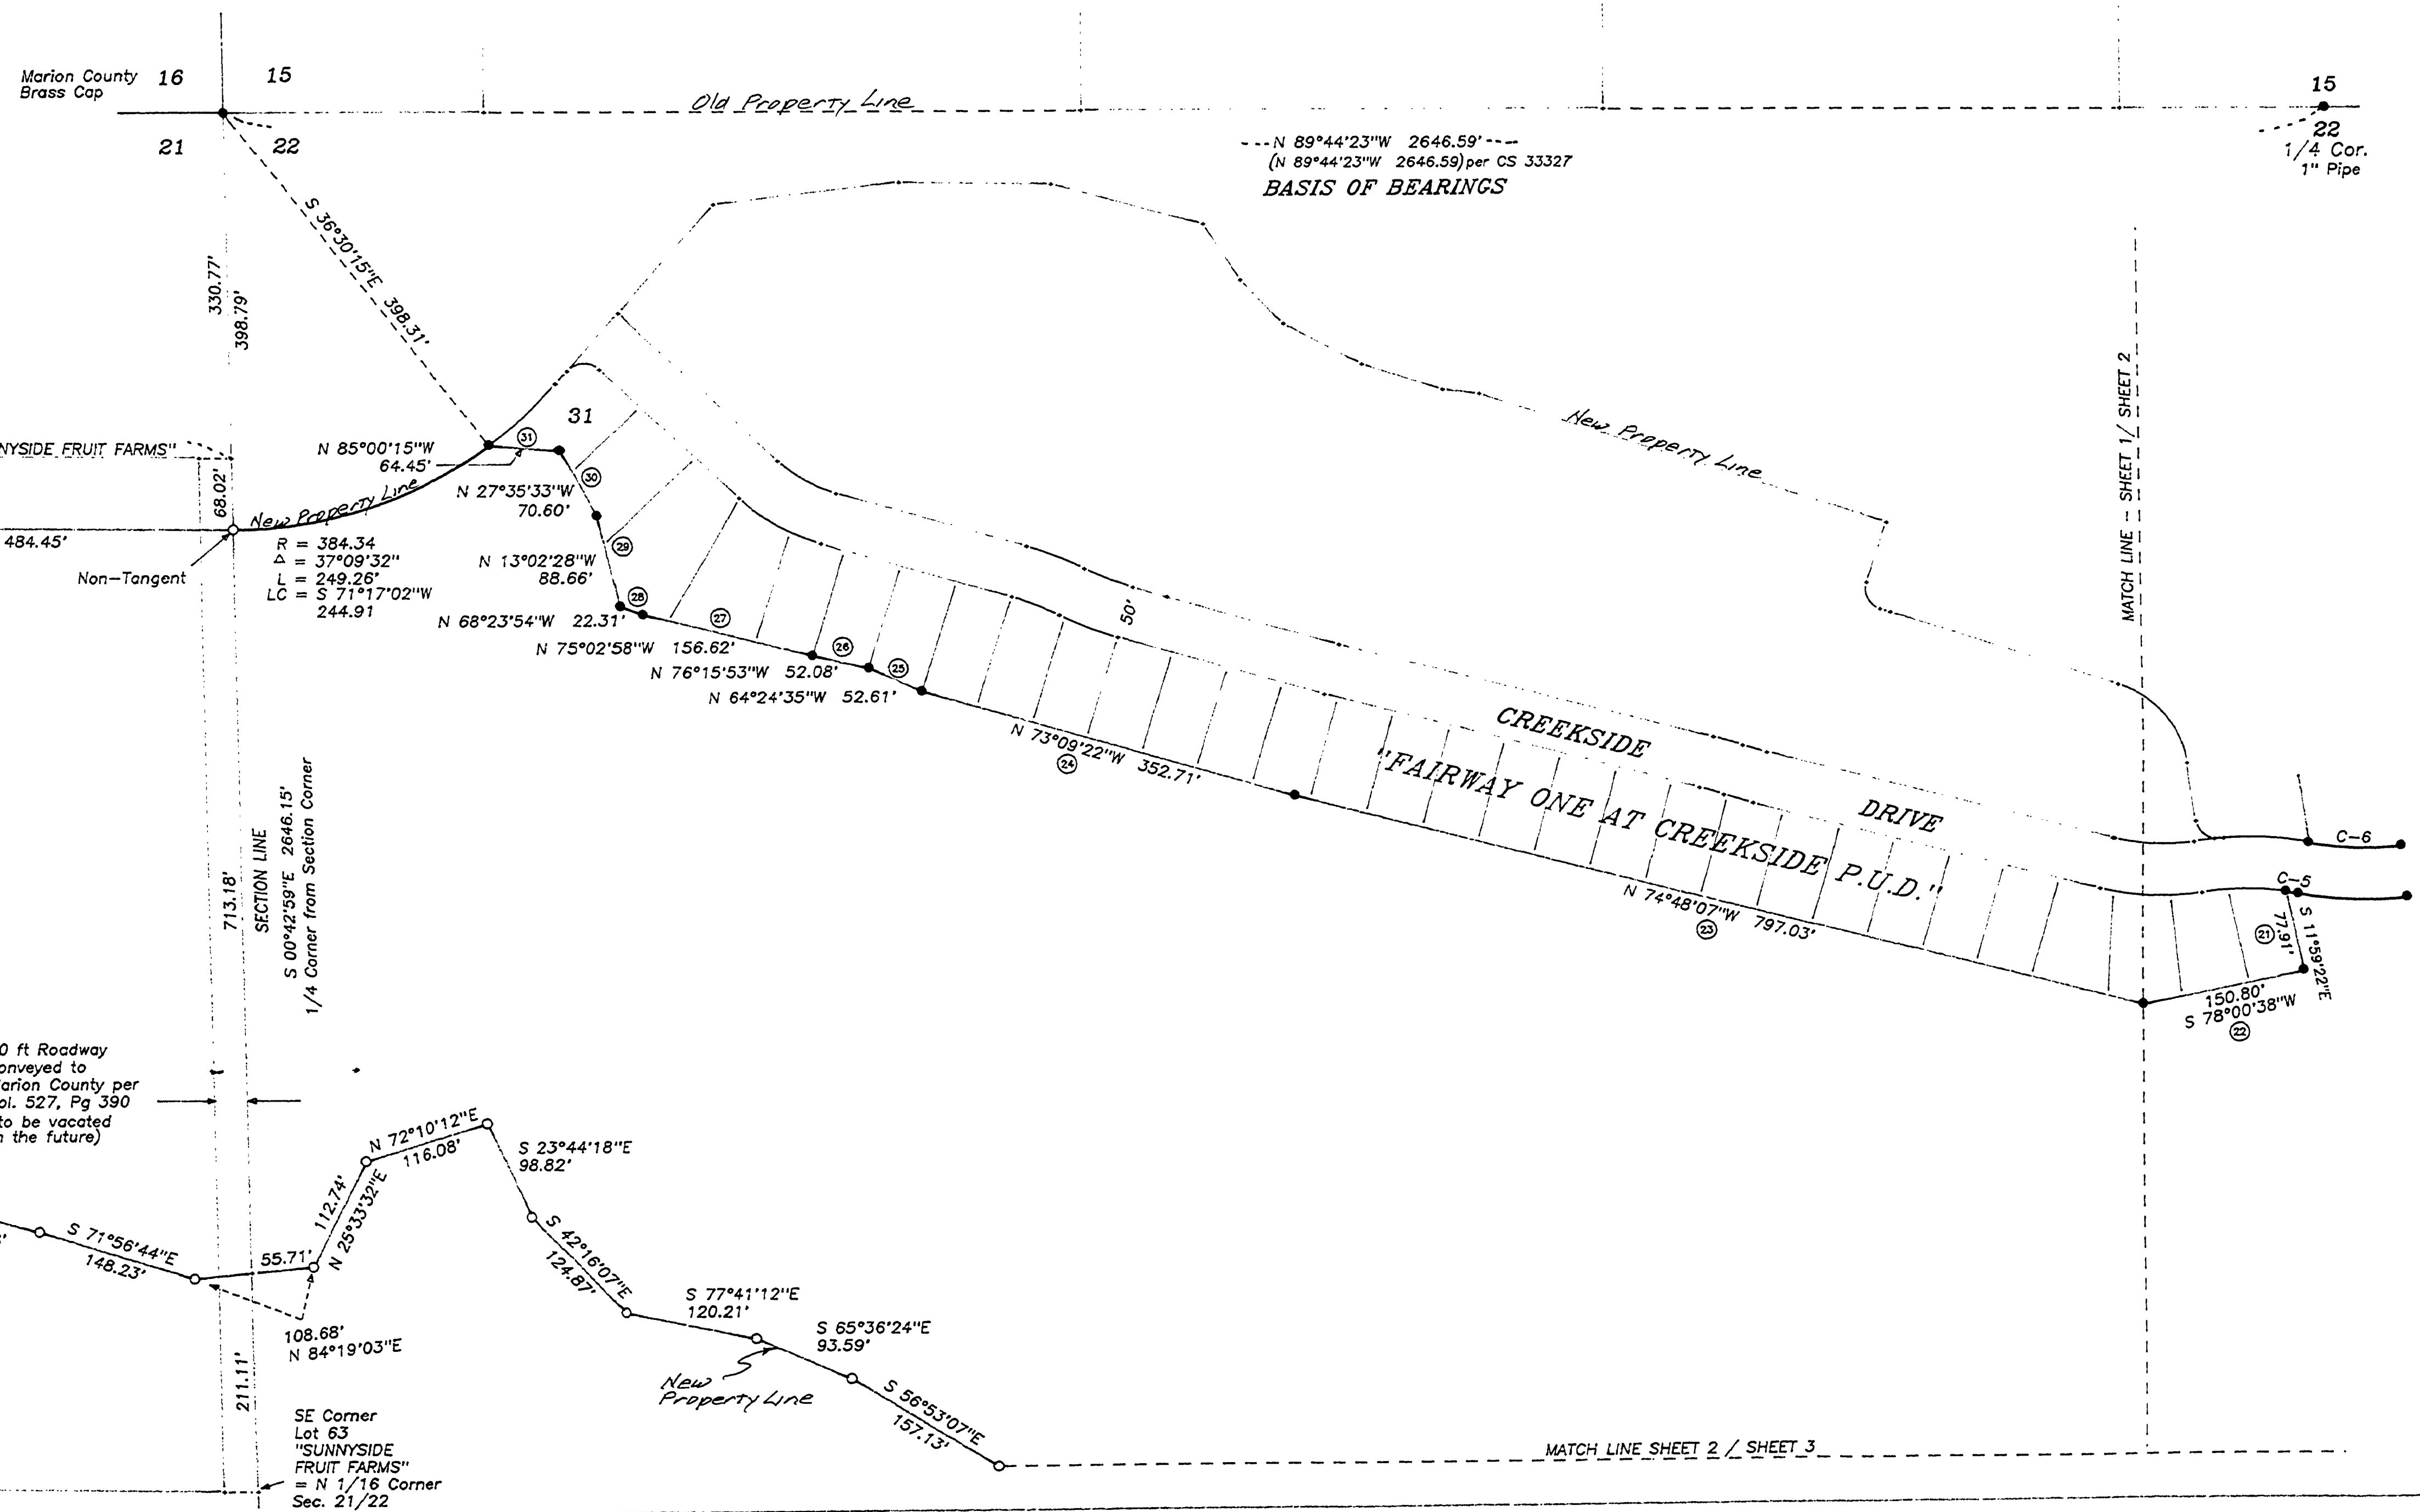 Marion County
Brass Cap
16
15
21
22
Old Property Line
15
22
1/4 Cor.
1" Pipe
N 89°44'23"W 2646.59'
(N 89°44'23"W 2646.59)per CS 33327
BASIS OF BEARINGS
S 36°30'15"E 398.31'
330.77'
398.79'
MATCH LINE - SHEET 1/ SHEET 2
New Property Line
31
NYSIDE FRUIT FARMS"
N 85°00'15"W
64.45'
31
68.02'
New Property Line
N 27°35'33"W
70.60'
30
484.45'
Non-Tangent
R = 384.34
Δ = 37°09'32"
L = 249.26'
LC = S 71°17'02"W
244.91
N 13°02'28"W
88.66'
29
N 68°23'54"W 22.31'
28
N 75°02'58"W 156.62'
27
N 76°15'53"W 52.08'
26
N 64°24'35"W 52.61'
25
50'
N 73°09'22"W 352.71'
24
CREEKSIDE DRIVE
"FAIRWAY ONE AT CREEKSIDE P.U.D."
N 74°48'07"W 797.03'
23
C-6
C-5
S 11°59'22"E
77.91'
21
150.80'
S 78°00'38"W
22
713.18'
SECTION LINE
S 00°42'59"E 2646.15'
1/4 Corner from Section Corner
0 ft Roadway
onveyed to
arion County per
ol. 527, Pg 390
to be vacated
n the future)
N 72°10'12"E
116.08'
S 23°44'18"E
98.82'
112.74'
N 25°33'32"E
S 71°56'44"E
148.23'
55.71'
S 42°16'07"E
124.87'
108.68'
N 84°19'03"E
S 77°41'12"E
120.21'
S 65°36'24"E
93.59'
New
Property Line
S 56°53'07"E
157.13'
211.11'
SE Corner
Lot 63
"SUNNYSIDE
FRUIT FARMS"
= N 1/16 Corner
Sec. 21/22
MATCH LINE SHEET 2 / SHEET 3